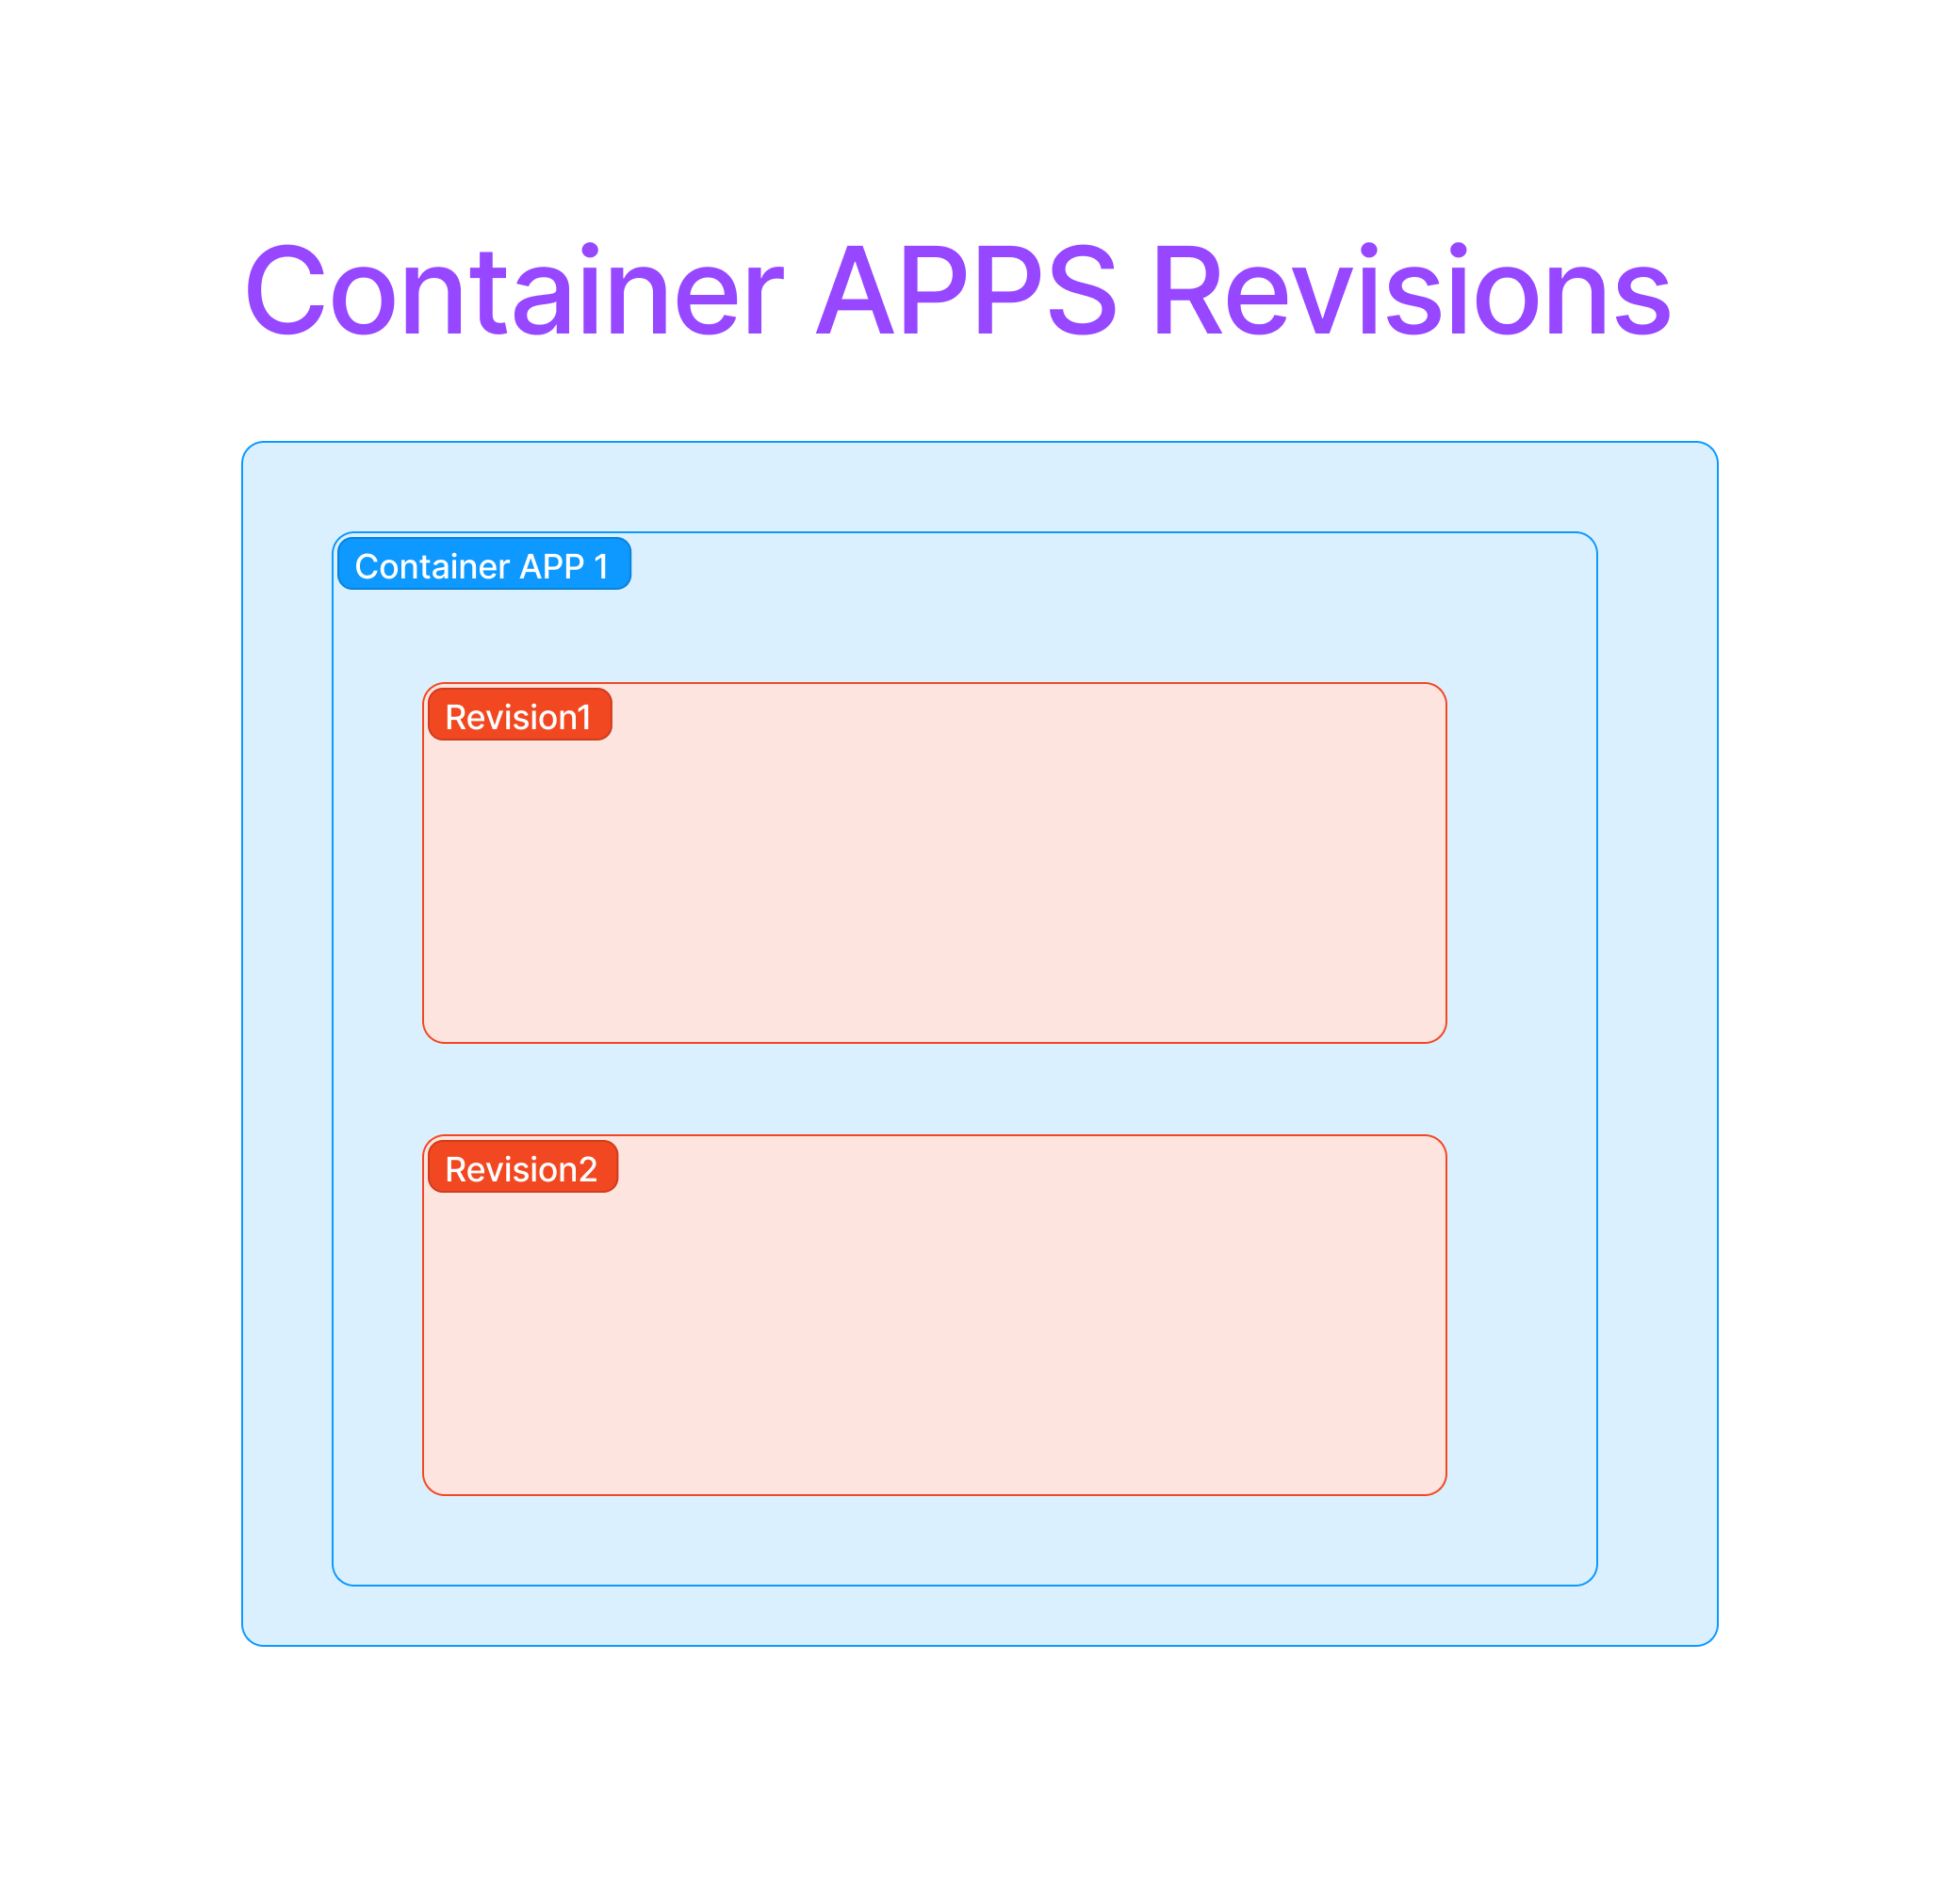 Container APPS Revisions
Container APP 1
Revision1
Revision2